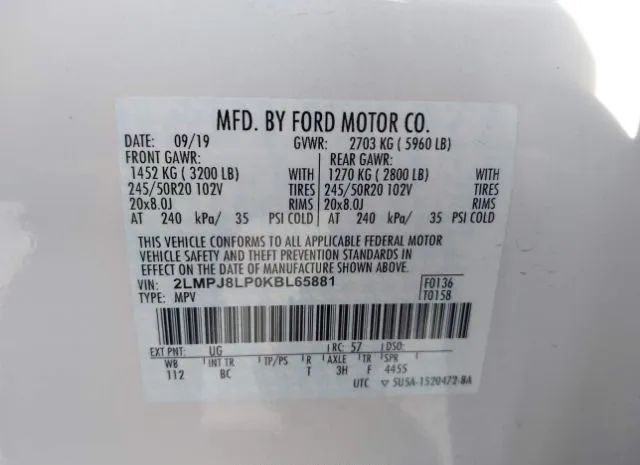 MFD. BY FORD MOTOR CO.
DATE: 09/19 GVWR: 2703 KG ( 5960 LB)
FRONT GAWR: REAR GAWR:
1452 KG ( 3200 LB) WITH 1270 KG ( 2800 LB) WITH
245/50R20 102V TIRES 245/50R20 102V TIRES
20x8.0J RIMS 20x8.0J RIMS
AT 240 kPa/ 35 PSI COLD AT 240 kPa/ 35 PSI COLD
THIS VEHICLE CONFORMS TO ALL APPLICABLE FEDERAL MOTOR
VEHICLE SAFETY AND THEFT PREVENTION STANDARDS IN
EFFECT ON THE DATE OF MANUFACTURE SHOWN ABOVE.
VIN: 2LMPJ8LP0KBL65881 F0136
TYPE: MPV T0158
EXT PNT: UG RC: 57 DSO:
WB INT TR TP/PS R AXLE TR SPR
112 BC T 3H F 4455
UTC 5U5A-1520472-BA